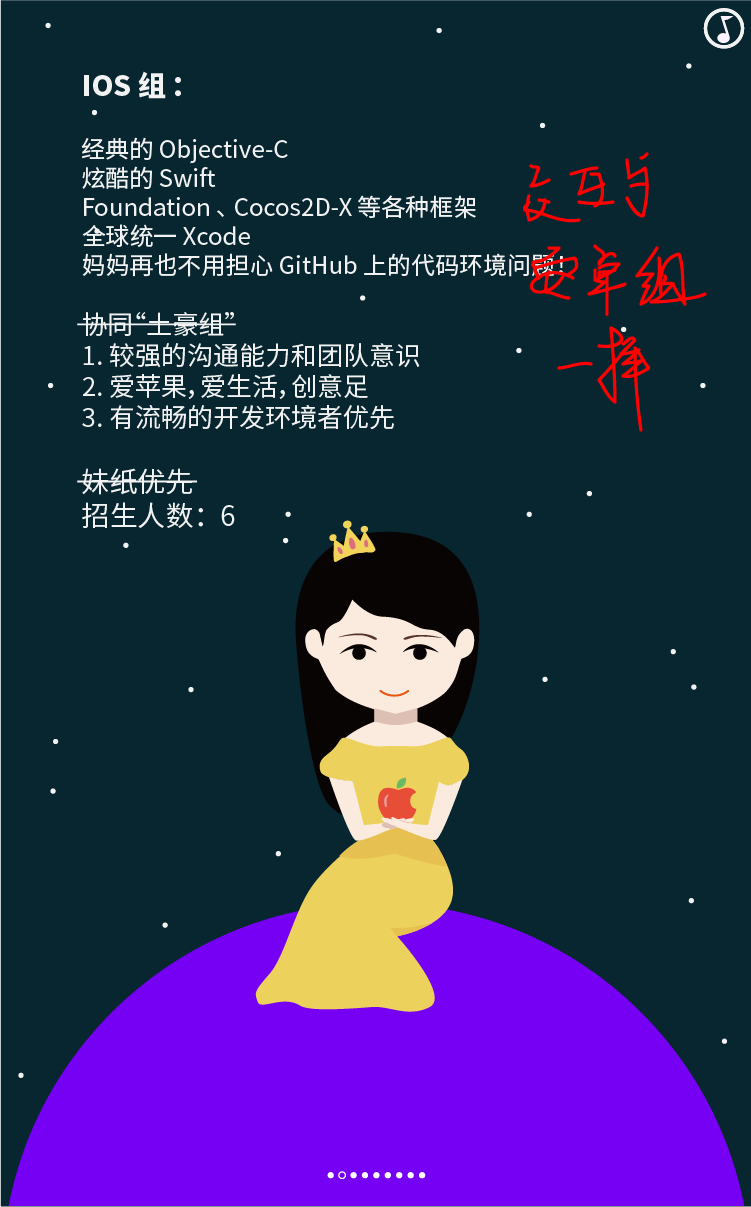 IOS 组：
经典的 Objective-C
炫酷的 Swift
Foundation 、Cocos2D-X 等各种框架
全球统一 Xcode
妈妈再也不用担心 GitHub 上的代码环境问题！
协同“土豪组”
1. 较强的沟通能力和团队意识
2. 爱苹果，爱生活，创意足
3. 有流畅的开发环境者优先
妹纸优先
招生人数：6
交互与
安卓组
一样